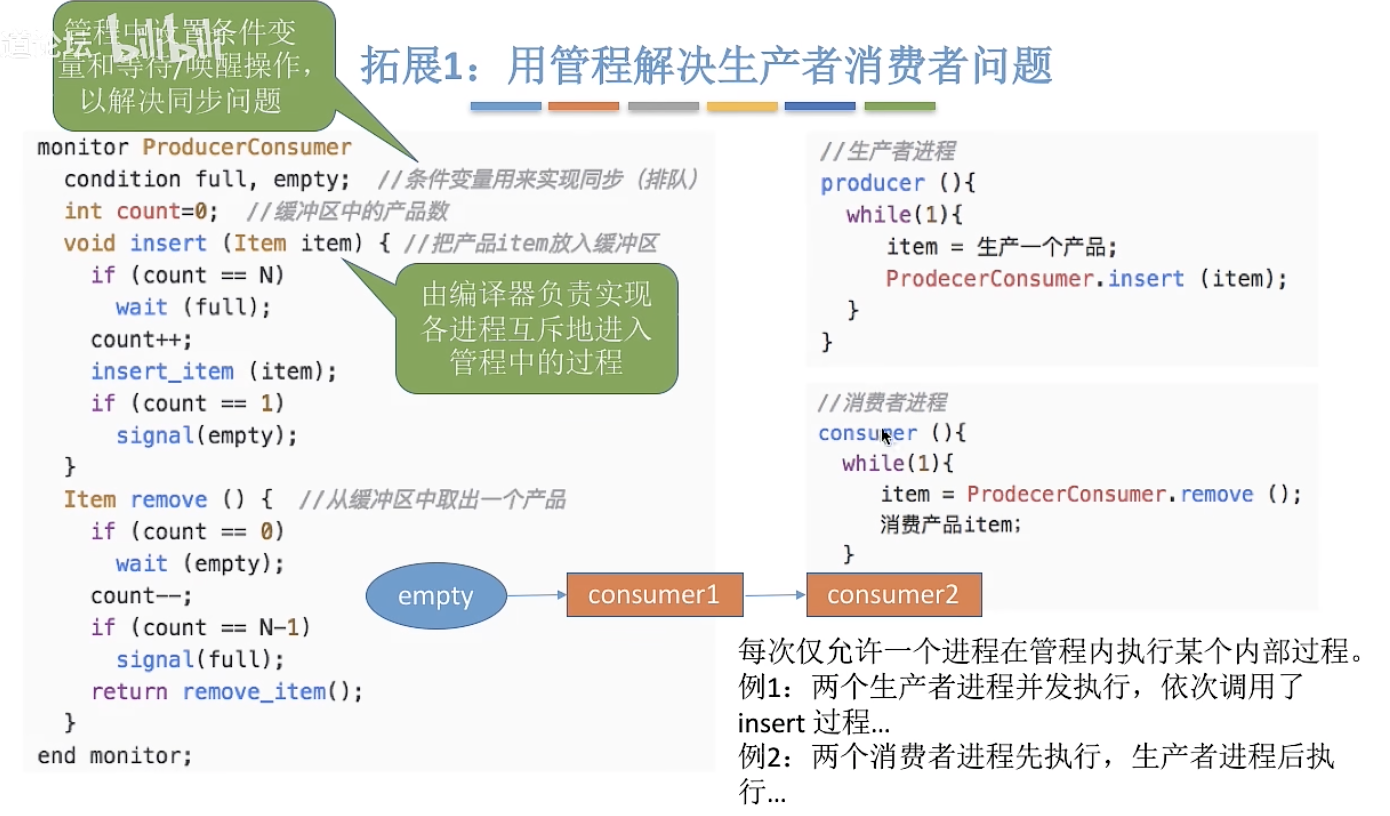 管程中设置条件变
量和等待/唤醒操作，
以解决同步问题
bilibili
拓展1：用管程解决生产者消费者问题
monitor ProducerConsumer
condition full, empty; //条件变量用来实现同步（排队）
int count=0; //缓冲区中的产品数
void insert (Item item) { //把产品item放入缓冲区
if (count == N)
wait (full);
count++;
insert_item (item);
if (count == 1)
signal(empty);
}
Item remove () { //从缓冲区中取出一个产品
if (count == 0)
wait (empty);
count--;
if (count == N-1)
signal(full);
return remove_item();
}
end monitor;
由编译器负责实现
各进程互斥地进入
管程中的过程
//生产者进程
producer (){
while(1){
item = 生产一个产品;
ProdecerConsumer.insert (item);
}
}
//消费者进程
consumer (){
while(1){
item = ProdecerConsumer.remove ();
消费产品item;
}
empty
consumer1
consumer2
每次仅允许一个进程在管程内执行某个内部过程。
例1：两个生产者进程并发执行，依次调用了
insert 过程…
例2：两个消费者进程先执行，生产者进程后执
行…